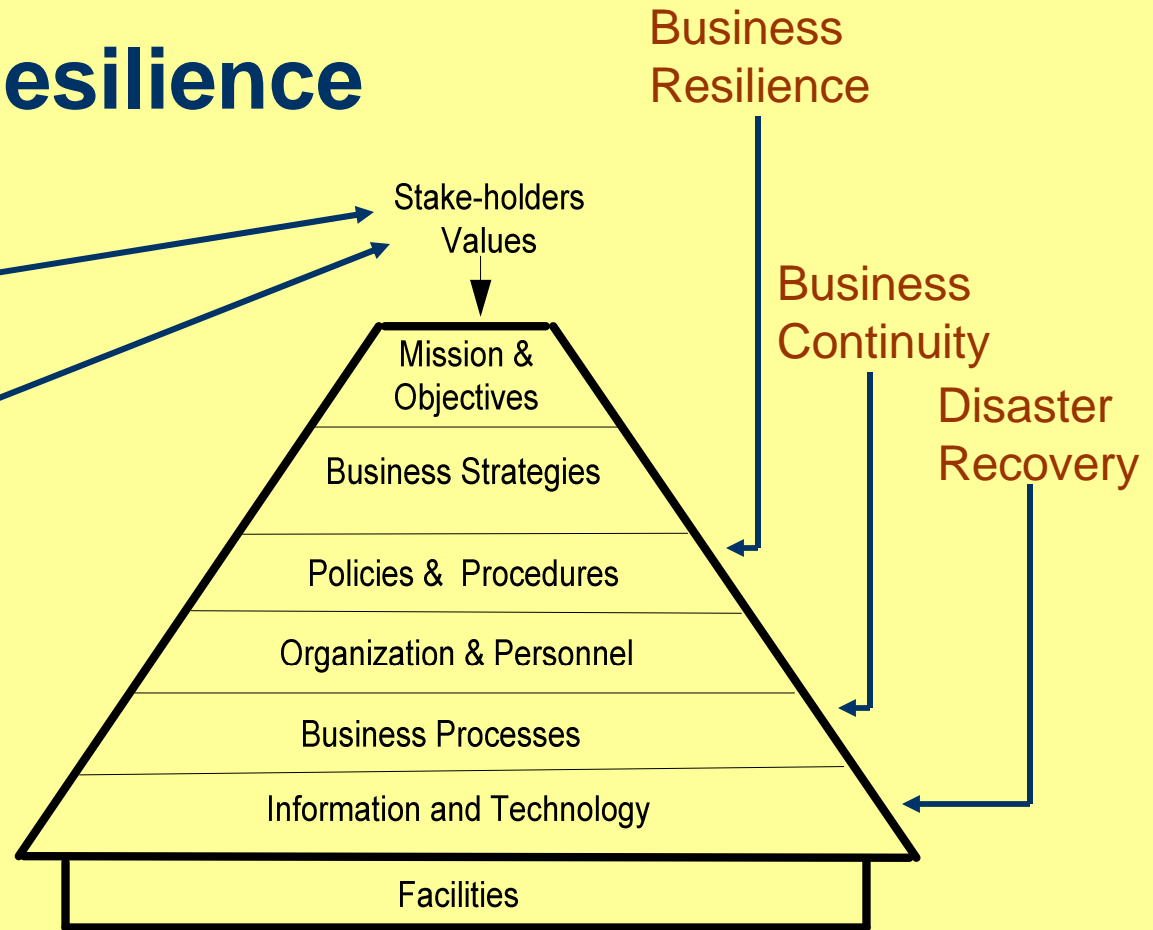 esilience
Business
Resilience
Stake-holders
Values
Business
Continuity
Mission &
Objectives
Disaster
Recovery
Business Strategies
Policies & Procedures
Organization & Personnel
Business Processes
Information and Technology
Facilities